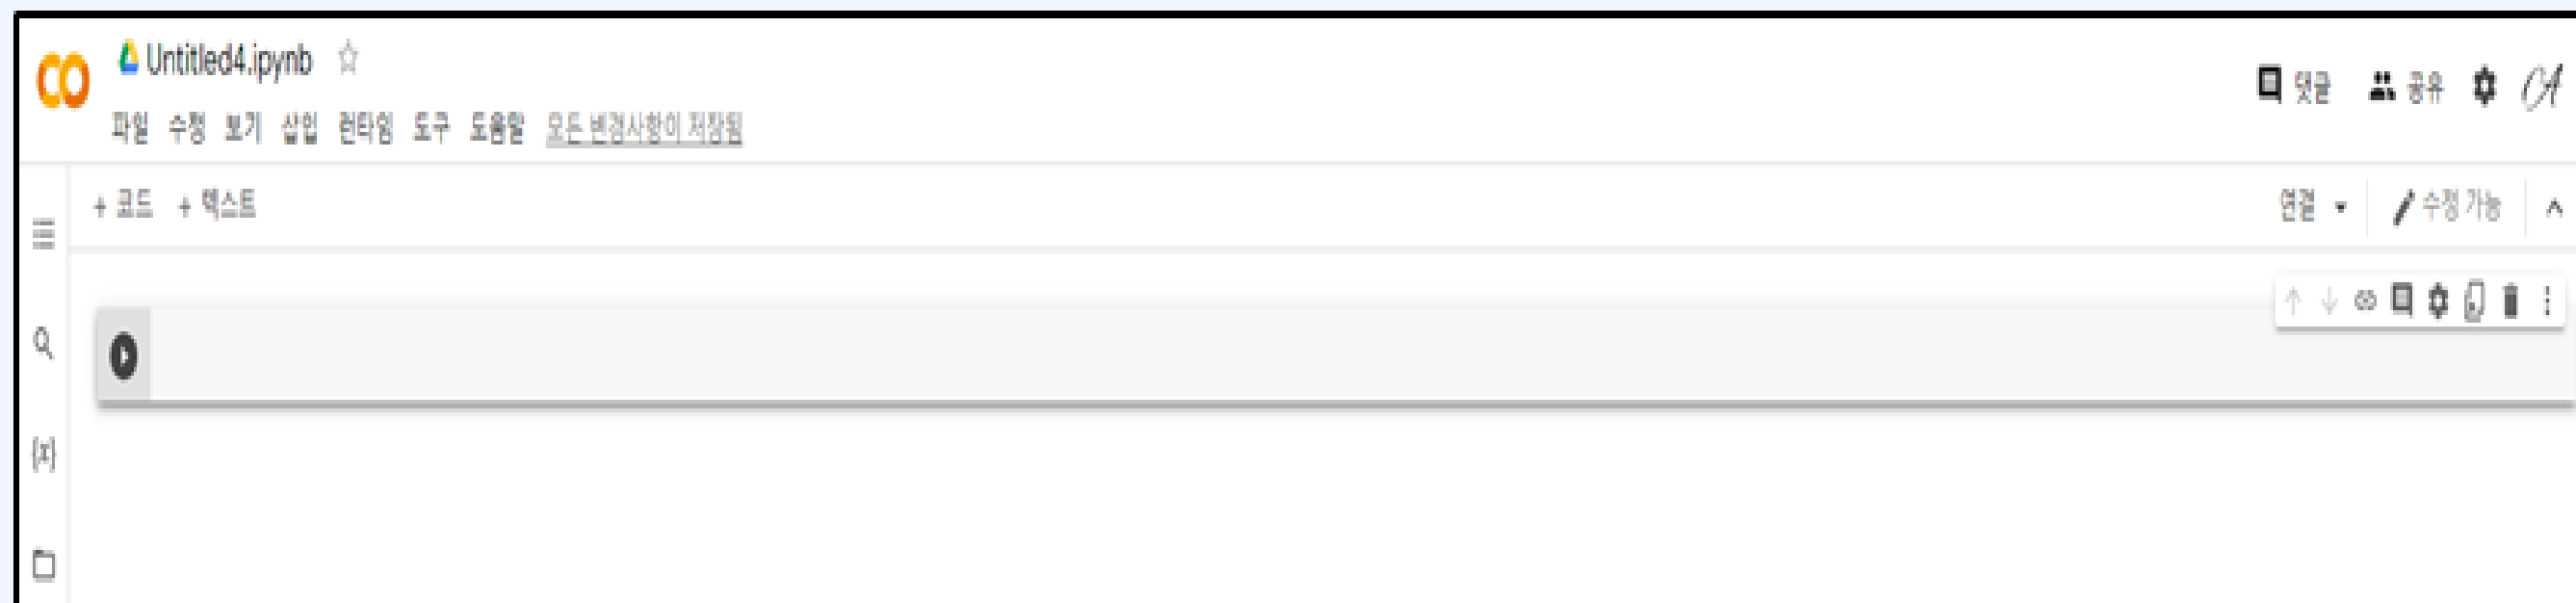 Untitled4.ipynb
댓글 공유
파일 수정 보기 삽입 런타임 도구 도움말 모든 변경사항이 저장됨
+ 코드 + 텍스트
연결 수정 가능
{x}